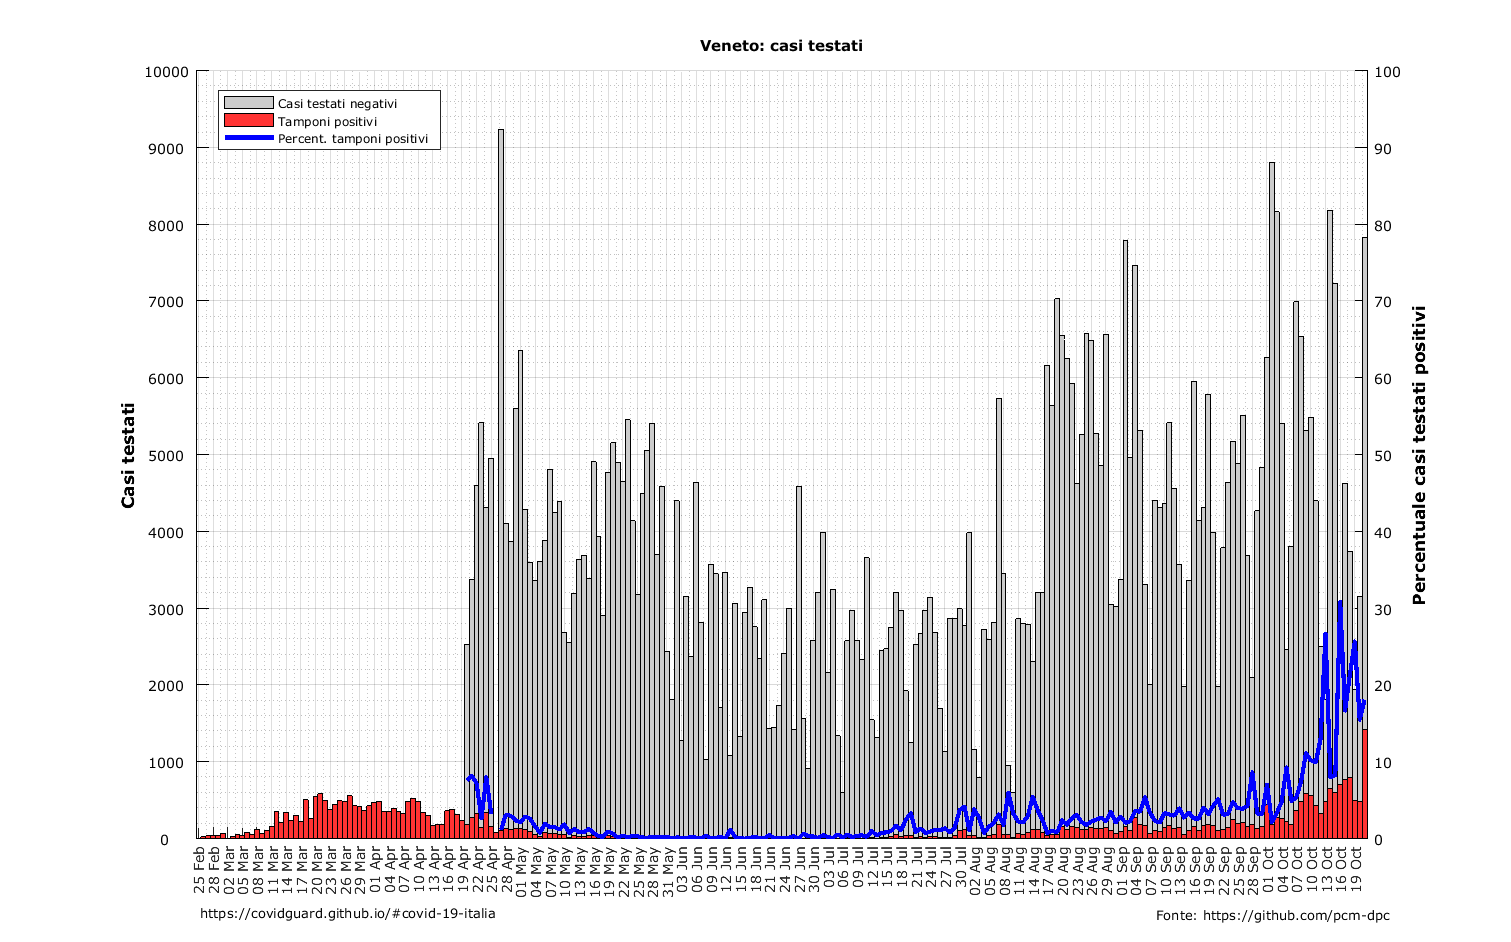 Veneto: casi testati
Casi testati negativi
Tamponi positivi
Percent. tamponi positivi
Casi testati
10000
9000
8000
7000
6000
5000
4000
3000
2000
1000
0
100
90
80
70
60
50
40
30
20
10
0
Percentuale casi testati positivi
25 Feb
28 Feb
02 Mar
05 Mar
08 Mar
11 Mar
14 Mar
17 Mar
20 Mar
23 Mar
26 Mar
29 Mar
01 Apr
04 Apr
07 Apr
10 Apr
13 Apr
16 Apr
19 Apr
22 Apr
25 Apr
28 Apr
01 May
04 May
07 May
10 May
13 May
16 May
19 May
22 May
25 May
28 May
31 May
03 Jun
06 Jun
09 Jun
12 Jun
15 Jun
18 Jun
21 Jun
24 Jun
27 Jun
30 Jun
03 Jul
06 Jul
09 Jul
12 Jul
15 Jul
18 Jul
21 Jul
24 Jul
27 Jul
30 Jul
02 Aug
05 Aug
08 Aug
11 Aug
14 Aug
17 Aug
20 Aug
23 Aug
26 Aug
29 Aug
01 Sep
04 Sep
07 Sep
10 Sep
13 Sep
16 Sep
19 Sep
22 Sep
25 Sep
28 Sep
01 Oct
04 Oct
07 Oct
10 Oct
13 Oct
16 Oct
19 Oct
https://covidguard.github.io/#covid-19-italia
Fonte: https://github.com/pcm-dpc